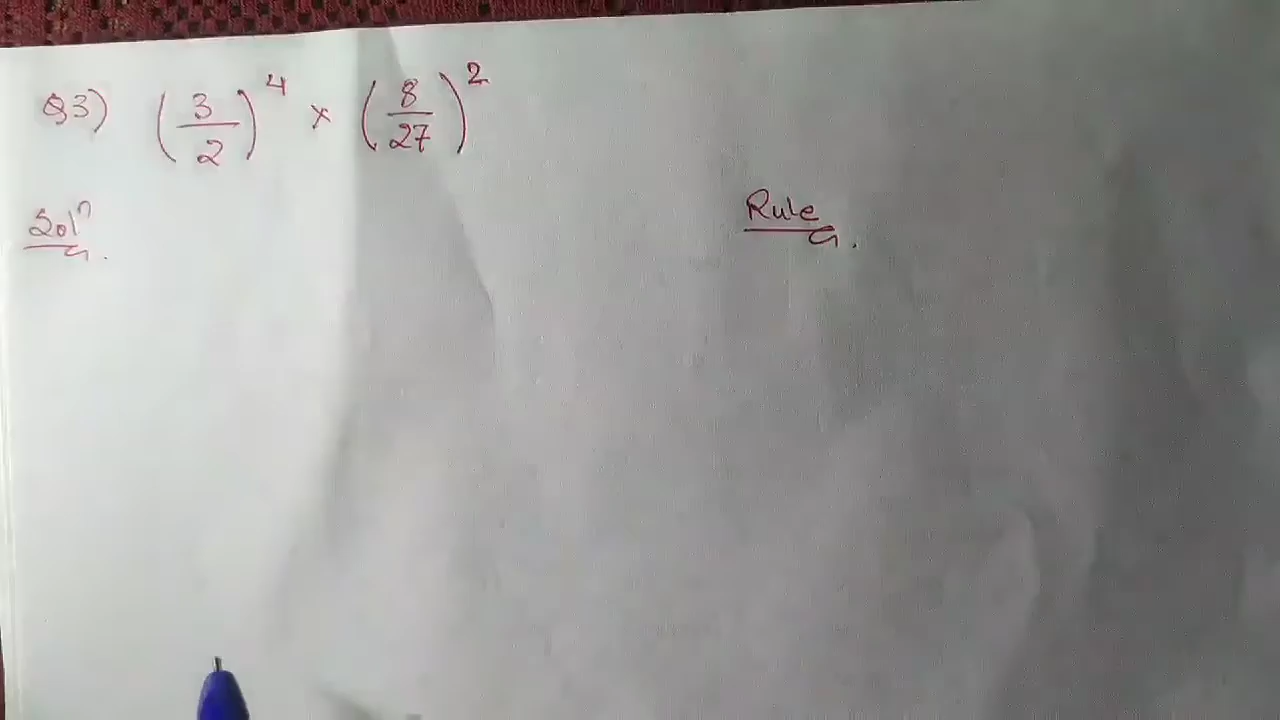 Q3) (3/2)⁴ × (8/27)²
Solⁿ
Rule